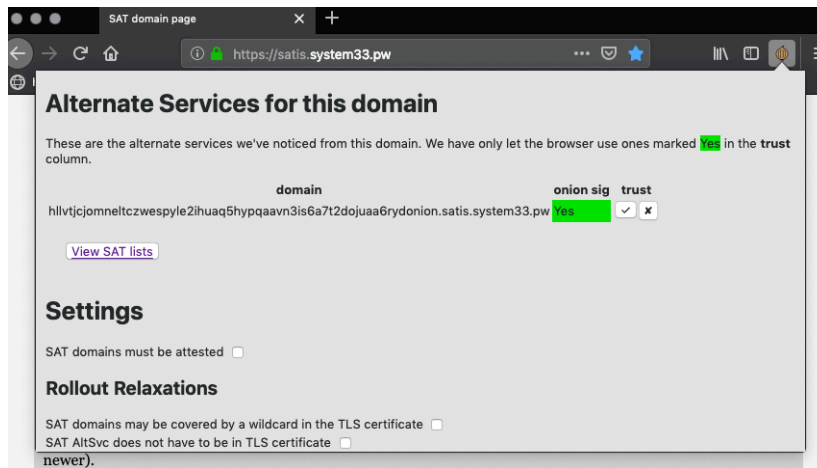 SAT domain page
https://satis.system33.pw
Alternate Services for this domain
These are the alternate services we've noticed from this domain. We have only let the browser use ones marked Yes in the trust
column.
domain onion sig trust
hllvtjcjomneltczwespyle2ihuaq5hypqaavn3is6a7t2dojuaa6rydonion.satis.system33.pw Yes
View SAT lists
Settings
SAT domains must be attested
Rollout Relaxations
SAT domains may be covered by a wildcard in the TLS certificate
SAT AltSvc does not have to be in TLS certificate
newer).